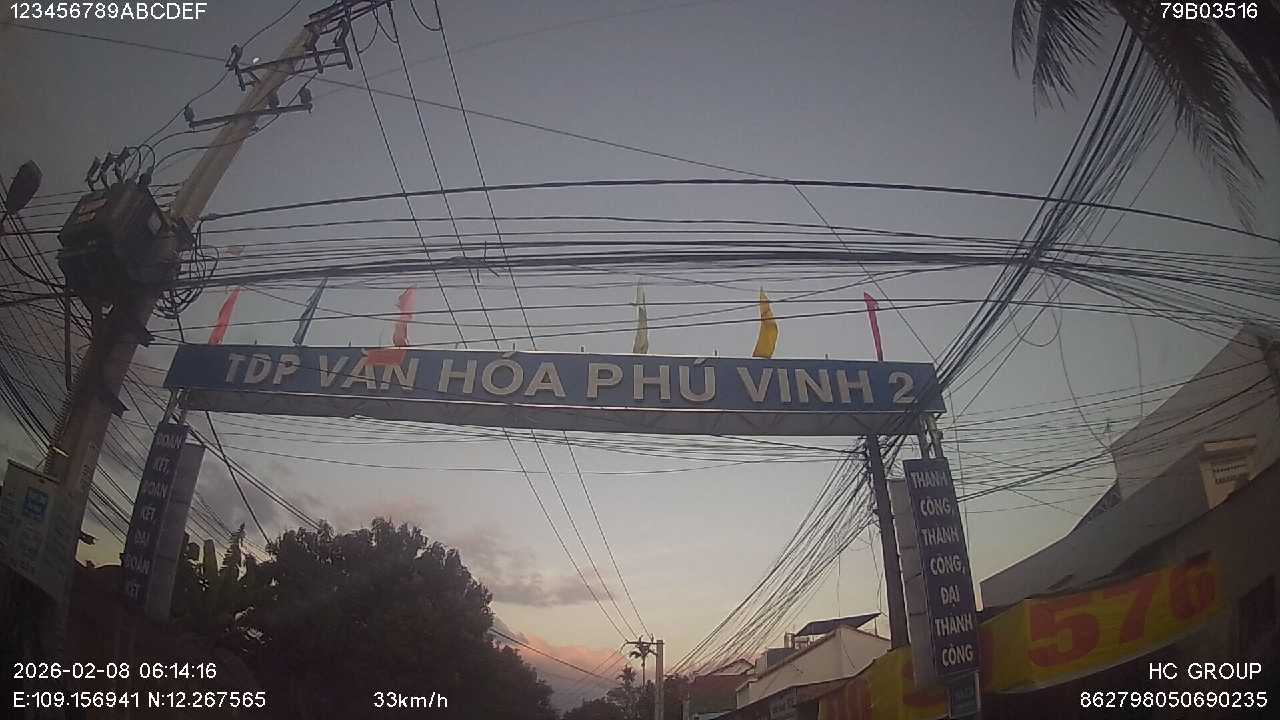 123456789ABCDEF
79B03516
TDP VĂN HÓA PHÚ VINH 2
ĐOÀN
KẾT,
ĐOÀN
KẾT,
ĐẠI
ĐOÀN
KẾT
THÀNH
CÔNG,
THÀNH
CÔNG,
ĐẠI
THÀNH
CÔNG
576
2026-02-08 06:14:16
E:109.156941 N:12.267565
33km/h
HC GROUP
862798050690235